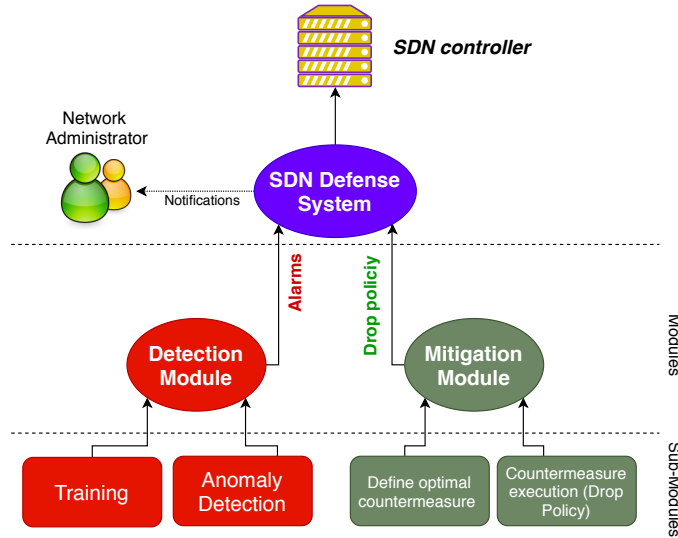 SDN controller
Network
Administrator
SDN Defense
System
Notifications
Alarms
Drop policiy
Modules
Detection
Module
Mitigation
Module
Sub-Modules
Training
Anomaly
Detection
Define optimal
countermeasure
Countermeasure
execution (Drop
Policy)